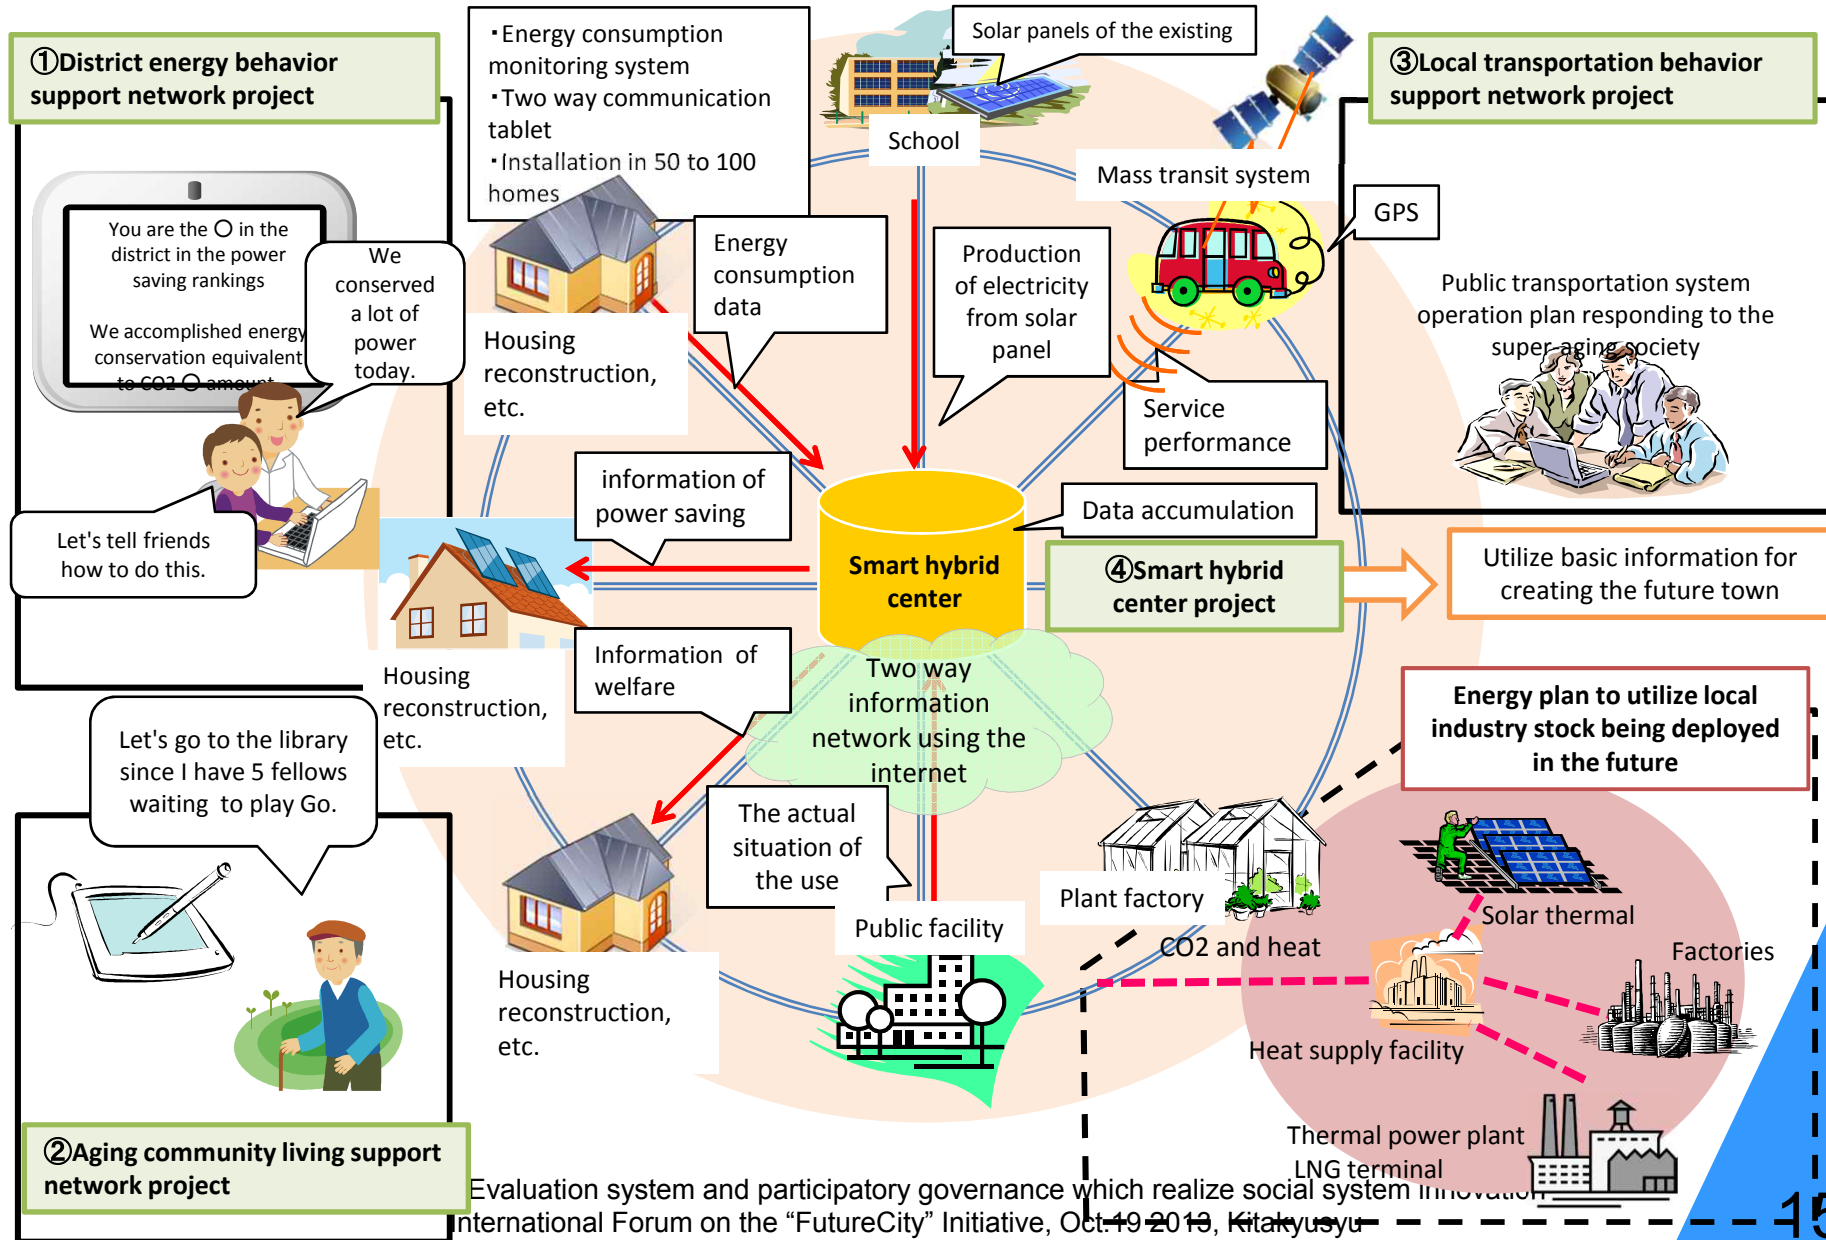 ①District energy behavior
support network project
・Energy consumption
monitoring system
・Two way communication
tablet
・Installation in 50 to 100
homes
Solar panels of the existing
School
③Local transportation behavior
support network project
Mass transit system
GPS
You are the ○ in the
district in the power
saving rankings
We accomplished energy
conservation equivalent
to CO2 ○ amount
We
conserved
a lot of
power
today.
Let's tell friends
how to do this.
Housing
reconstruction,
etc.
Energy
consumption
data
Production
of electricity
from solar
panel
Service
performance
Public transportation system
operation plan responding to the
super-aging society
information of
power saving
Data accumulation
Smart hybrid
center
④Smart hybrid
center project
Utilize basic information for
creating the future town
Housing
reconstruction,
etc.
Information of
welfare
Two way
information
network using the
internet
Energy plan to utilize local
industry stock being deployed
in the future
Let's go to the library
since I have 5 fellows
waiting to play Go.
The actual
situation of
the use
Public facility
Plant factory
CO2 and heat
Solar thermal
Factories
Heat supply facility
Thermal power plant
LNG terminal
Housing
reconstruction,
etc.
②Aging community living support
network project
Evaluation system and participatory governance which realize social system innovation
International Forum on the “FutureCity” Initiative, Oct.19 2013, Kitakyusyu
15